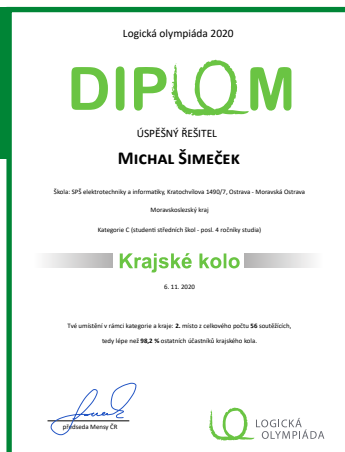 Logická olympiáda 2020
DIPLOM
ÚSPĚŠNÝ ŘEŠITEL
MICHAL ŠIMEČEK
Škola: SPŠ elektrotechniky a informatiky, Kratochvílova 1490/7, Ostrava - Moravská Ostrava
Moravskoslezský kraj
Kategorie C (studenti středních škol - posl. 4 ročníky studia)
Krajské kolo
6. 11. 2020
Tvé umístění v rámci kategorie a kraje: 2. místo z celkového počtu 56 soutěžících,
tedy lépe než 98,2 % ostatních účastníků krajského kola.
předseda Mensy ČR
LOGICKÁ
OLYMPIÁDA